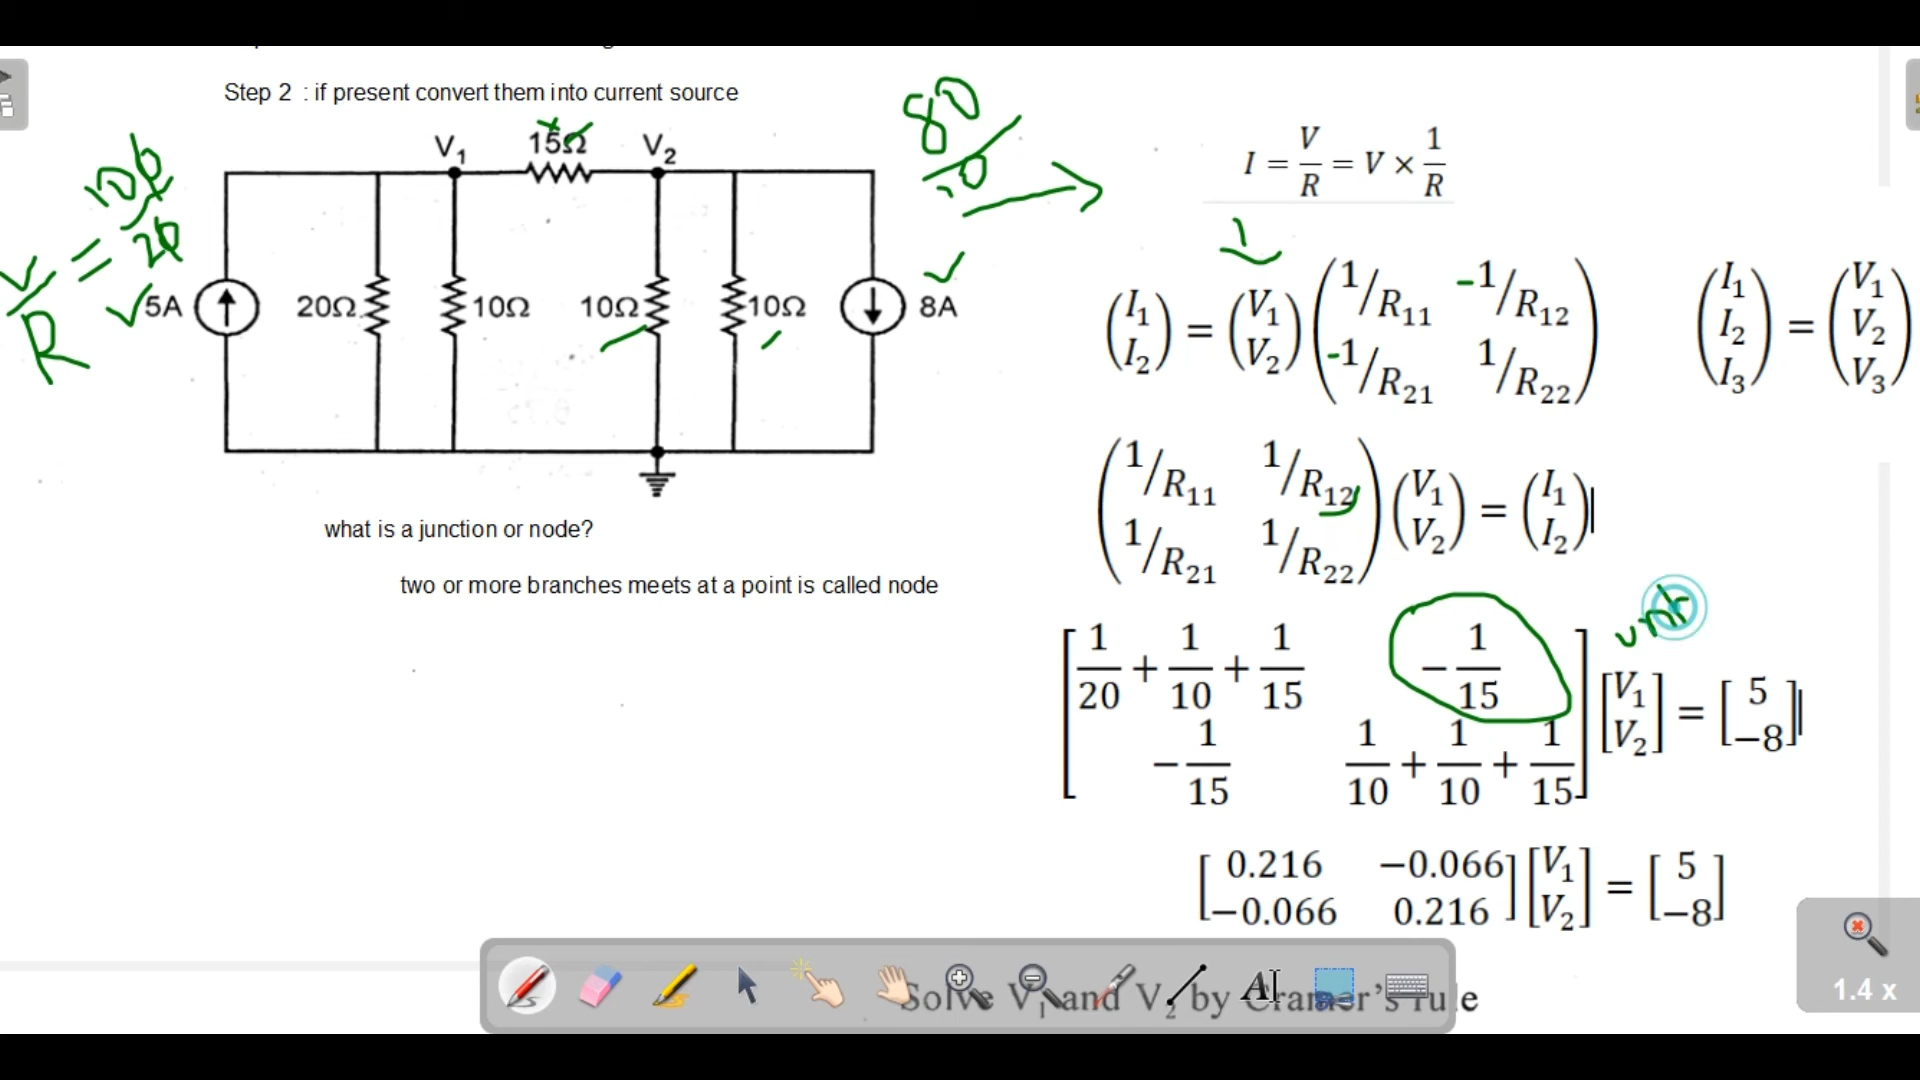 Step 2 : if present convert them into current source
V1 15Ω V2
80
V/R = 100/20
5A 20Ω 10Ω 10Ω 10Ω 8A
what is a junction or node?
two or more branches meets at a point is called node
I = V/R = V × 1/R
(I1 I2) = (V1 V2) (1/R11 -1/R12 -1/R21 1/R22)
(I1 I2 I3) = (V1 V2 V3)
(1/R11 1/R12 1/R21 1/R22) (V1 V2) = (I1 I2)
[1/20 + 1/10 + 1/15 −1/15
−1/15 1/10 + 1/10 + 1/15] [V1 V2] = [5 −8]
[0.216 −0.066
−0.066 0.216] [V1 V2] = [5 −8]
Solve V1 and V2 by Cramer's rule
1.4 x